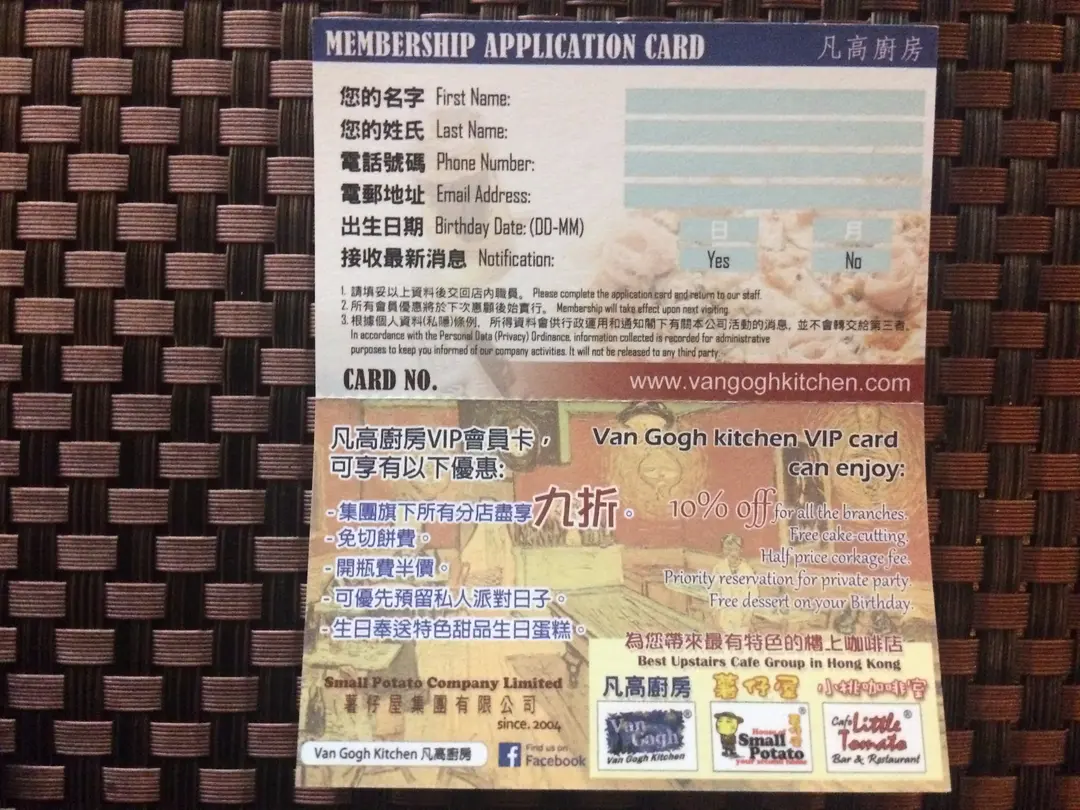 MEMBERSHIP APPLICATION CARD 凡高廚房
您的名字 First Name:
您的姓氏 Last Name:
電話號碼 Phone Number:
電郵地址 Email Address:
出生日期 Birthday Date: (DD-MM) 日 月
接收最新消息 Notification: Yes No
1. 請填妥以上資料後交回店內職員。 Please complete the application card and return to our staff.
2. 所有會員優惠將於下次惠顧後始實行。 Membership will take effect upon next visiting.
3. 根據個人資料(私隱)條例，所得資料會供行政運用和通知閣下有關本公司活動的消息，並不會轉交給第三者.
In accordance with the Personal Data (Privacy) Ordinance, information collected is recorded for administrative
purposes to keep you informed of our company activities. It will not be released to any third party.
CARD NO. www.vangoghkitchen.com
凡高廚房VIP會員卡，
可享有以下優惠:
- 集團旗下所有分店盡享九折。
- 免切餅費。
- 開瓶費半價。
- 可優先預留私人派對日子。
- 生日奉送特色甜品生日蛋糕。
Van Gogh kitchen VIP card
can enjoy:
10% off for all the branches.
Free cake-cutting.
Half price corkage fee.
Priority reservation for private party.
Free dessert on your Birthday.
Small Potato Company Limited
薯仔屋集團有限公司
since. 2004
Van Gogh Kitchen 凡高廚房
f Find us on
Facebook
為您帶來最有特色的樓上咖啡店
Best Upstairs Cafe Group in Hong Kong
凡高廚房 薯仔屋 小桃咖啡室
Van Gogh ®
Van Gogh Kitchen
House of
Small Potato ®
薯仔屋
your second home
Cafe Little Tomato ®
Bar & Restaurant